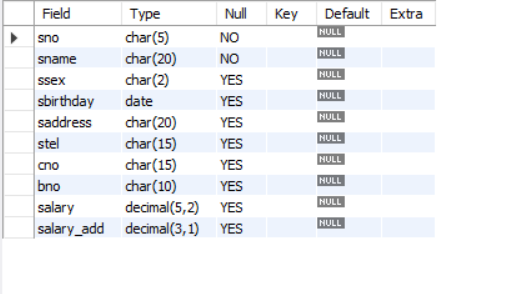 Field Type Null Key Default Extra
sno char(5) NO NULL
sname char(20) NO NULL
ssex char(2) YES NULL
sbirthday date YES NULL
saddress char(20) YES NULL
stel char(15) YES NULL
cno char(15) YES NULL
bno char(10) YES NULL
salary decimal(5,2) YES NULL
salary_add decimal(3,1) YES NULL